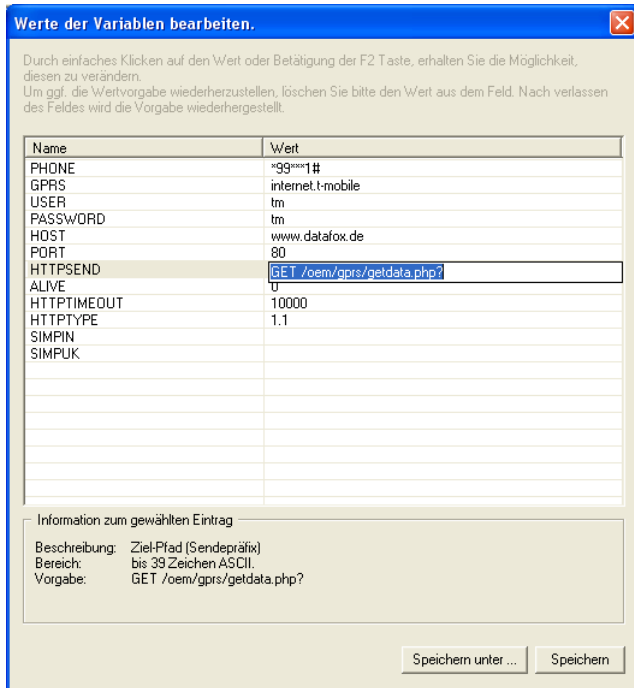 Werte der Variablen bearbeiten.
Durch einfaches Klicken auf den Wert oder Betätigung der F2 Taste, erhalten Sie die Möglichkeit,
diesen zu verändern.
Um ggf. die Wertvorgabe wiederherzustellen, löschen Sie bitte den Wert aus dem Feld. Nach verlassen
des Feldes wird die Vorgabe wiederhergestellt.
Name Wert
PHONE *99***1#
GPRS internet.t-mobile
USER tm
PASSWORD tm
HOST www.datafox.de
PORT 80
HTTPSEND GET /oem/gprs/getdata.php?
ALIVE 0
HTTPTIMEOUT 10000
HTTPTYPE 1.1
SIMPIN
SIMPUK
Information zum gewählten Eintrag
Beschreibung: Ziel-Pfad (Sendepräfix)
Bereich: bis 39 Zeichen ASCII.
Vorgabe: GET /oem/gprs/getdata.php?
Speichern unter ... Speichern